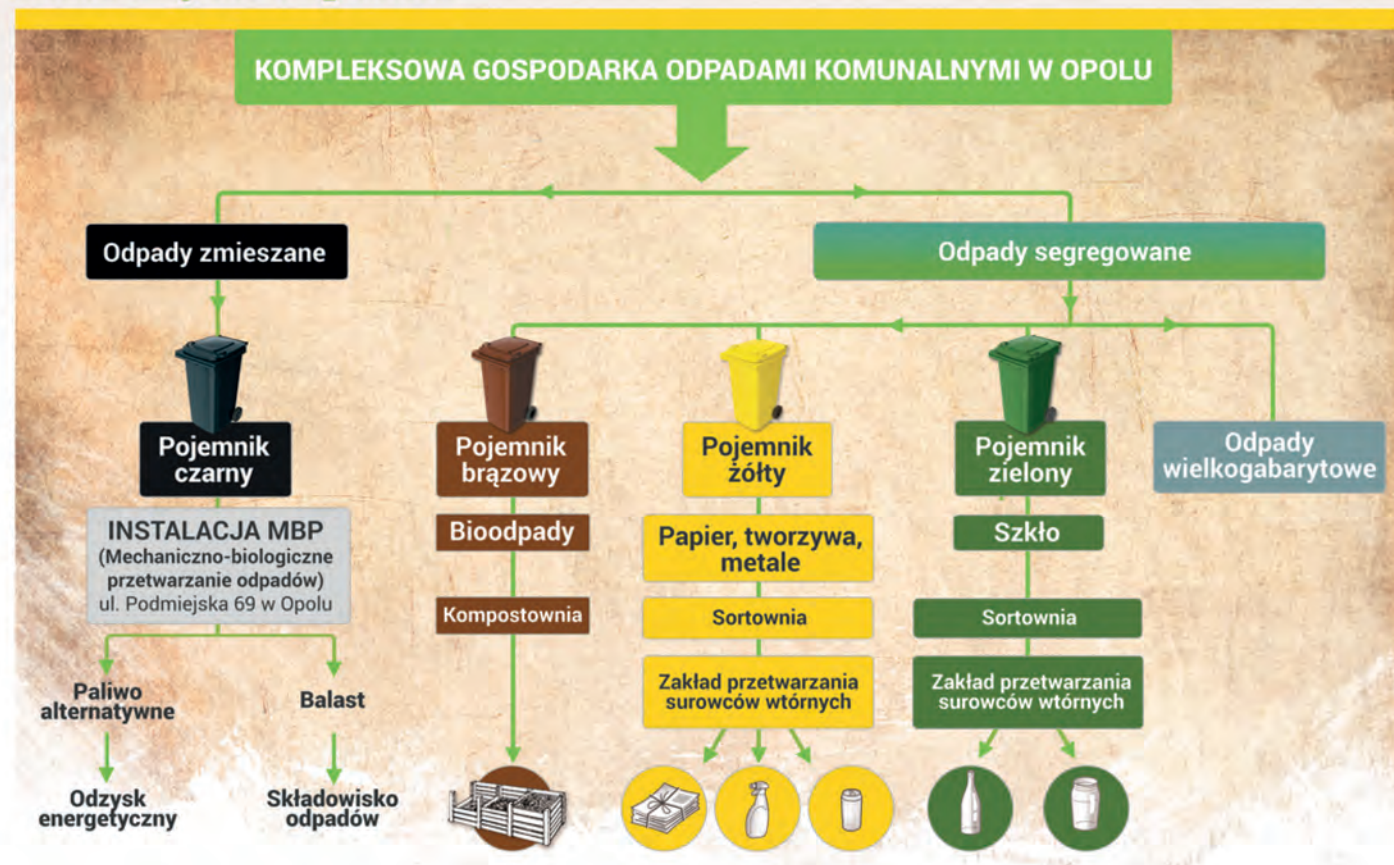 KOMPLEKSOWA GOSPODARKA ODPADAMI KOMUNALNYMI W OPOLU
Odpady zmieszane
Odpady segregowane
Pojemnik
czarny
Pojemnik
brązowy
Pojemnik
żółty
Pojemnik
zielony
Odpady
wielkogabarytowe
INSTALACJA MBP
(Mechaniczno-biologiczne
przetwarzanie odpadów)
ul. Podmiejska 69 w Opolu
Bioodpady
Papier, tworzywa,
metale
Szkło
Kompostownia
Sortownia
Sortownia
Paliwo
alternatywne
Balast
Zakład przetwarzania
surowców wtórnych
Zakład przetwarzania
surowców wtórnych
Odzysk
energetyczny
Składowisko
odpadów